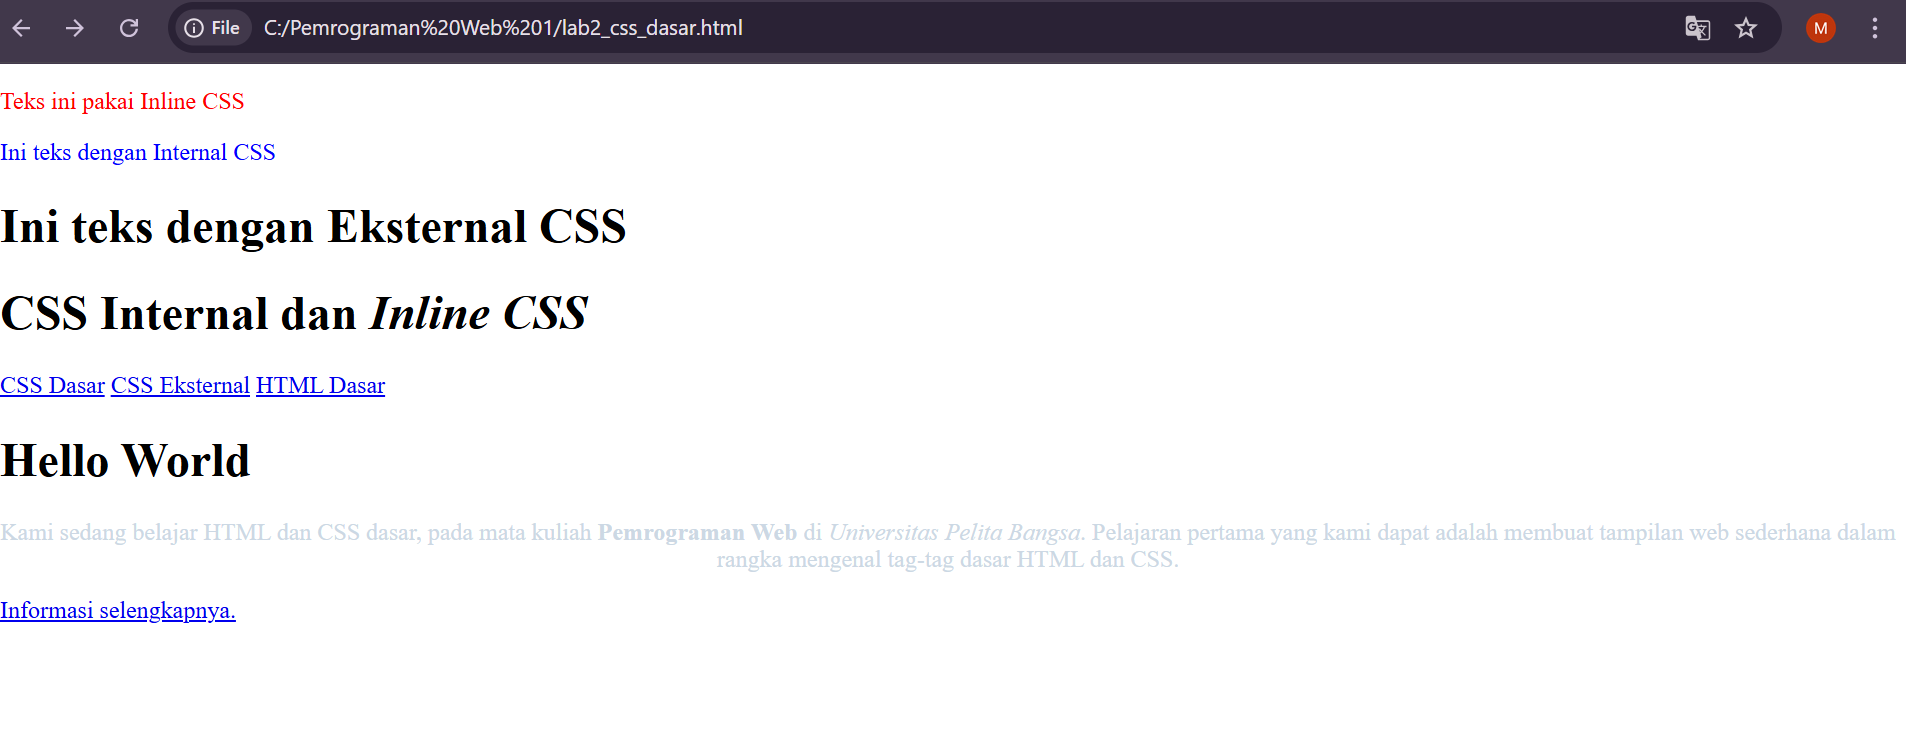 File C:/Pemrograman%20Web%201/lab2_css_dasar.html M
Teks ini pakai Inline CSS
Ini teks dengan Internal CSS
Ini teks dengan Eksternal CSS
CSS Internal dan Inline CSS
CSS Dasar CSS Eksternal HTML Dasar
Hello World
Kami sedang belajar HTML dan CSS dasar, pada mata kuliah Pemrograman Web di Universitas Pelita Bangsa. Pelajaran pertama yang kami dapat adalah membuat tampilan web sederhana dalam
rangka mengenal tag-tag dasar HTML dan CSS.
Informasi selengkapnya.